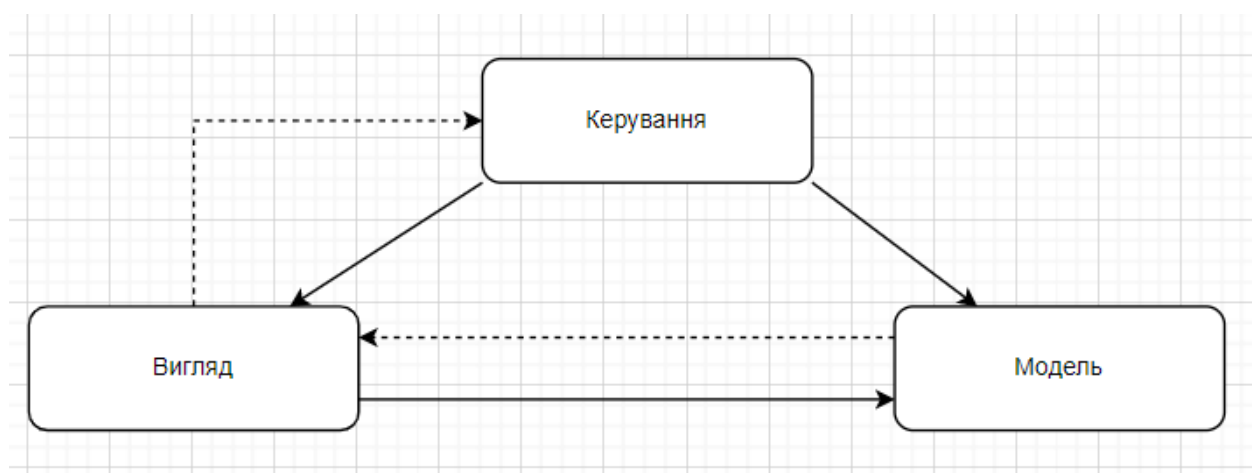 Керування
Вигляд
Модель